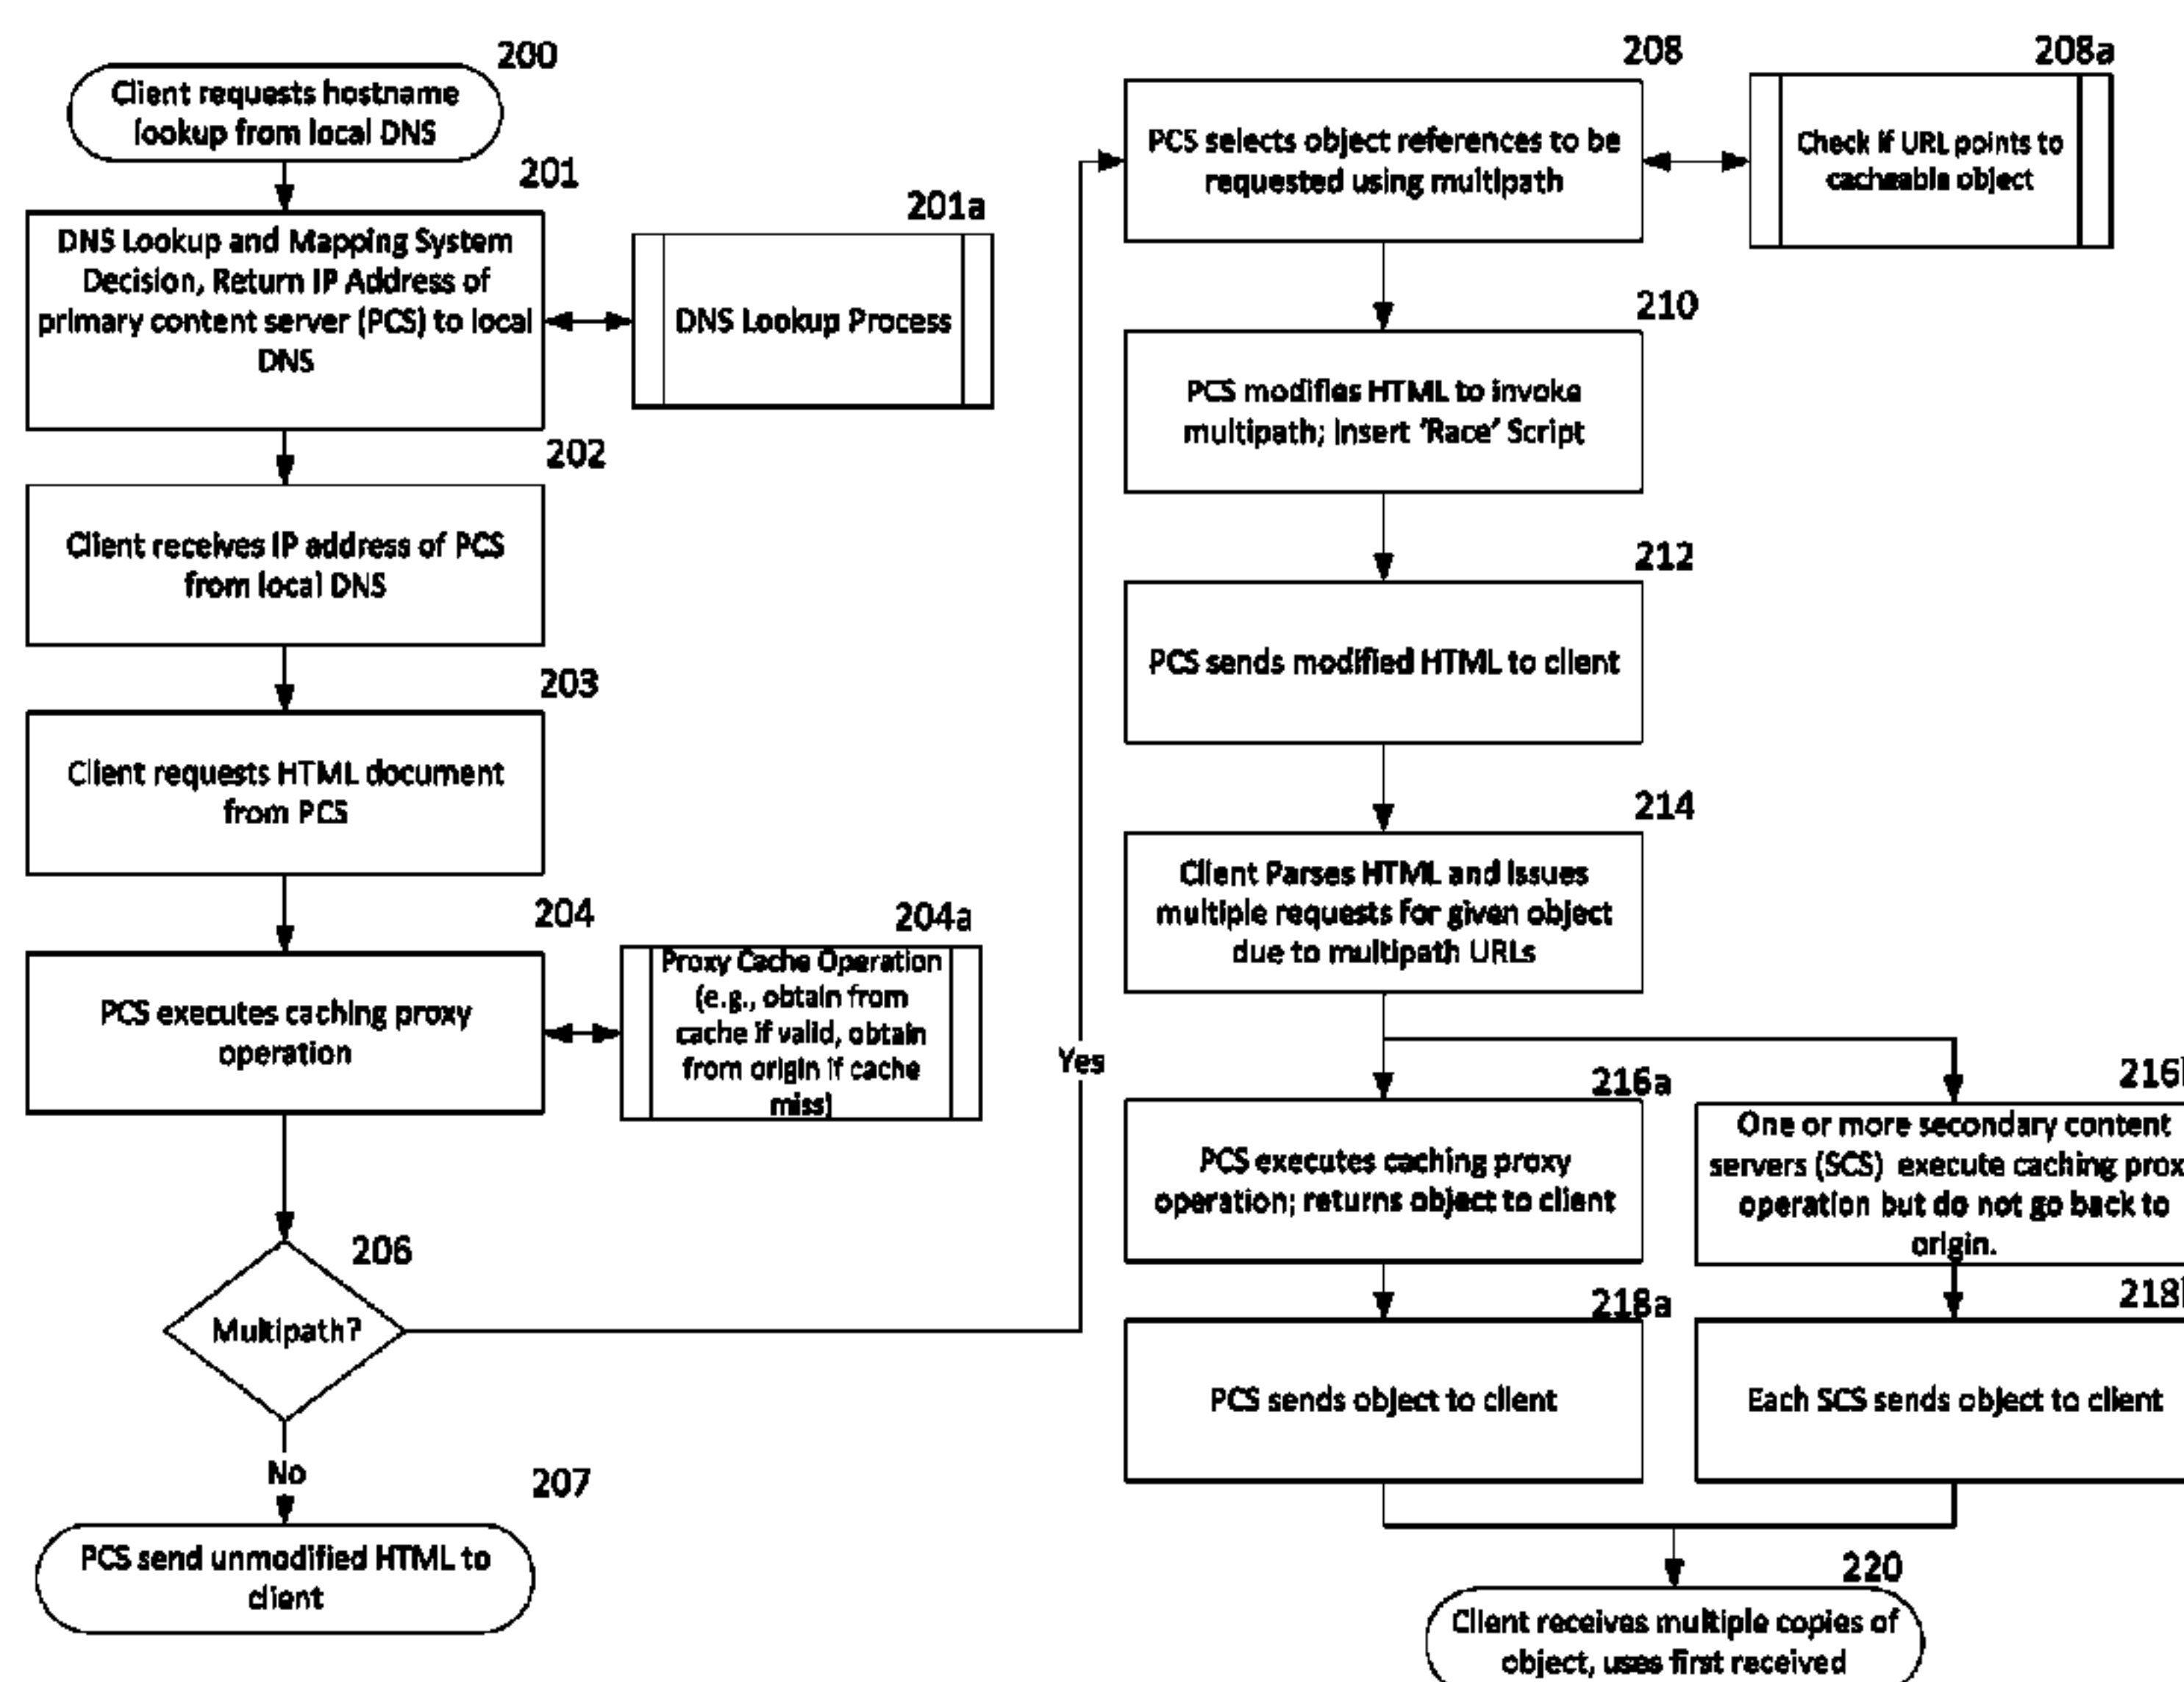 200
Client requests hostname
lookup from local DNS
201
DNS Lookup and Mapping System
Decision, Return IP Address of
primary content server (PCS) to local
DNS
201a
DNS Lookup Process
202
Client receives IP address of PCS
from local DNS
203
Client requests HTML document
from PCS
204
PCS executes caching proxy
operation
204a
Proxy Cache Operation
(e.g., obtain from
cache if valid, obtain
from origin if cache
miss)
206
Multipath?
Yes
No
207
PCS send unmodified HTML to
client
208
PCS selects object references to be
requested using multipath
208a
Check if URL points to
cacheable object
210
PCS modifies HTML to invoke
multipath; Insert 'Race' Script
212
PCS sends modified HTML to client
214
Client Parses HTML and Issues
multiple requests for given object
due to multipath URLs
216a
PCS executes caching proxy
operation; returns object to client
216
One or more secondary content
servers (SCS) execute caching prox
operation but do not go back to
origin.
218a
PCS sends object to client
218
Each SCS sends object to client
220
Client receives multiple copies of
object, uses first received